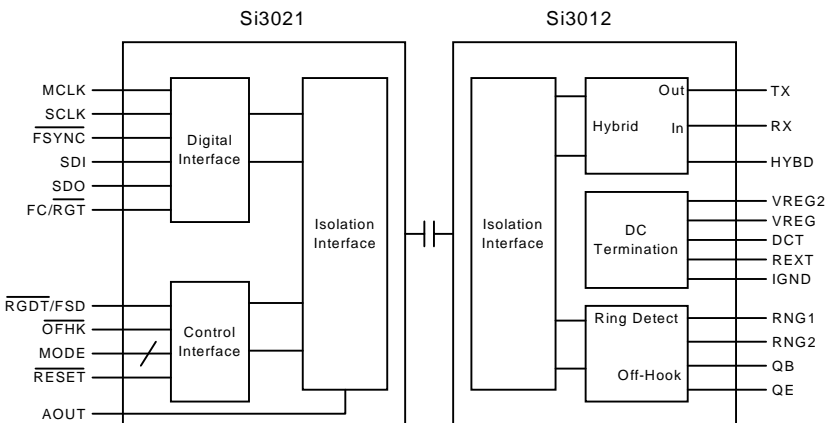 Si3021
Si3012
MCLK
SCLK
FSYNC
SDI
SDO
FC/RGT
RGDT/FSD
OFHK
MODE
RESET
AOUT
Digital
Interface
Control
Interface
Isolation
Interface
Isolation
Interface
Hybrid
Out
In
DC
Termination
Ring Detect
Off-Hook
TX
RX
HYBD
VREG2
VREG
DCT
REXT
IGND
RNG1
RNG2
QB
QE